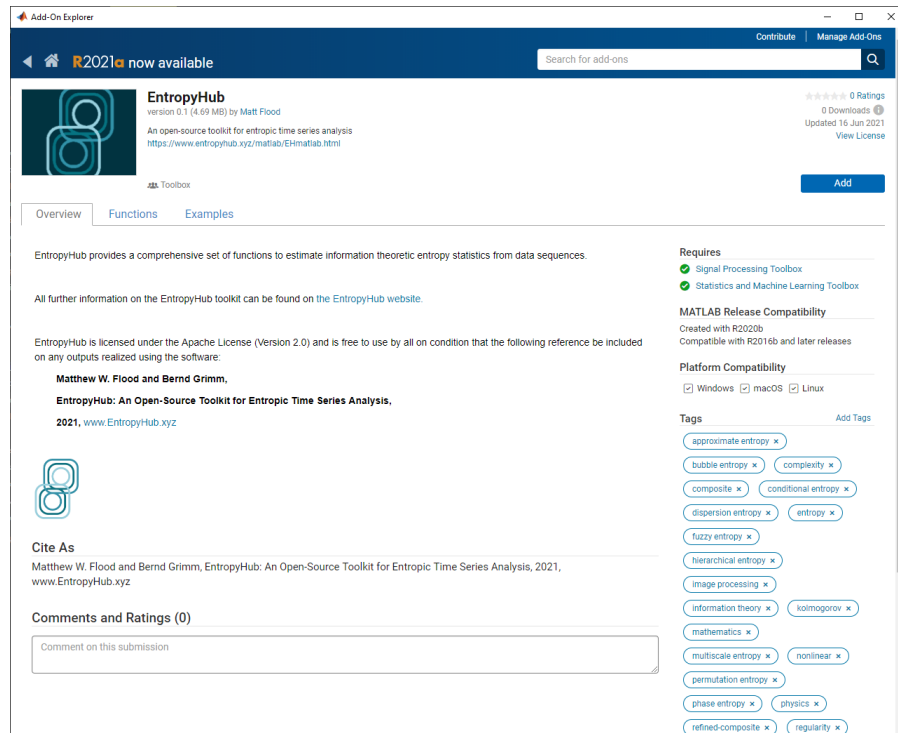 Add-On Explorer
Contribute | Manage Add-Ons
R2021a now available
Search for add-ons
EntropyHub
version 0.1 (4.69 MB) by Matt Flood
An open-source toolkit for entropic time series analysis
https://www.entropyhub.xyz/matlab/EHmatlab.html
Toolbox
0 Ratings
0 Downloads
Updated 16 Jun 2021
View License
Add
Overview Functions Examples
EntropyHub provides a comprehensive set of functions to estimate information theoretic entropy statistics from data sequences.
All further information on the EntropyHub toolkit can be found on the EntropyHub website.
EntropyHub is licensed under the Apache License (Version 2.0) and is free to use by all on condition that the following reference be included
on any outputs realized using the software:
Matthew W. Flood and Bernd Grimm,
EntropyHub: An Open-Source Toolkit for Entropic Time Series Analysis,
2021, www.EntropyHub.xyz
Cite As
Matthew W. Flood and Bernd Grimm, EntropyHub: An Open-Source Toolkit for Entropic Time Series Analysis, 2021,
www.EntropyHub.xyz
Comments and Ratings (0)
Comment on this submission
Requires
Signal Processing Toolbox
Statistics and Machine Learning Toolbox
MATLAB Release Compatibility
Created with R2020b
Compatible with R2016b and later releases
Platform Compatibility
Windows macOS Linux
Tags Add Tags
approximate entropy ×
bubble entropy × complexity ×
composite × conditional entropy ×
dispersion entropy × entropy ×
fuzzy entropy ×
hierarchical entropy ×
image processing ×
information theory × kolmogorov ×
mathematics ×
multiscale entropy × nonlinear ×
permutation entropy ×
phase entropy × physics ×
refined-composite × regularity ×